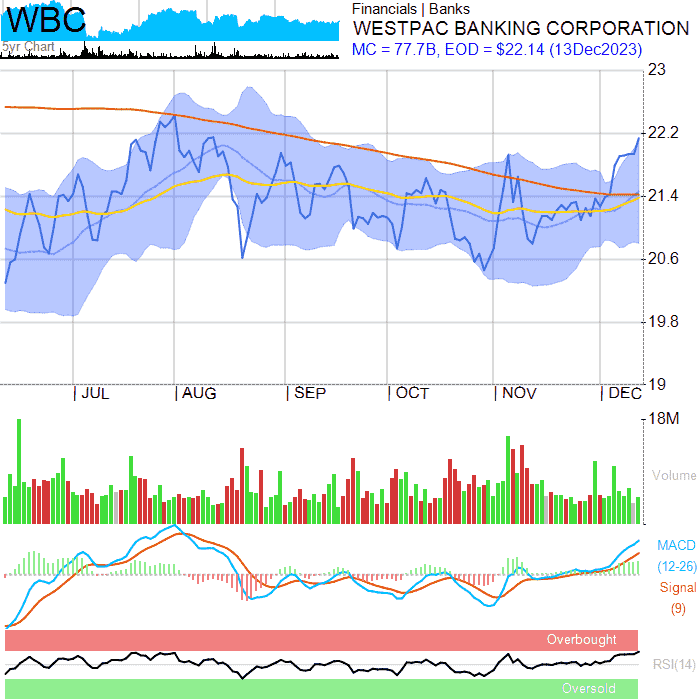 WBC
5yr Chart
Financials | Banks
WESTPAC BANKING CORPORATION
MC = 77.7B, EOD = $22.14 (13Dec2023)
23
22.2
21.4
20.6
19.8
19
| JUL | AUG | SEP | OCT | NOV | DEC
18M
Volume
MACD
(12-26)
Signal
(9)
Overbought
RSI(14)
Oversold